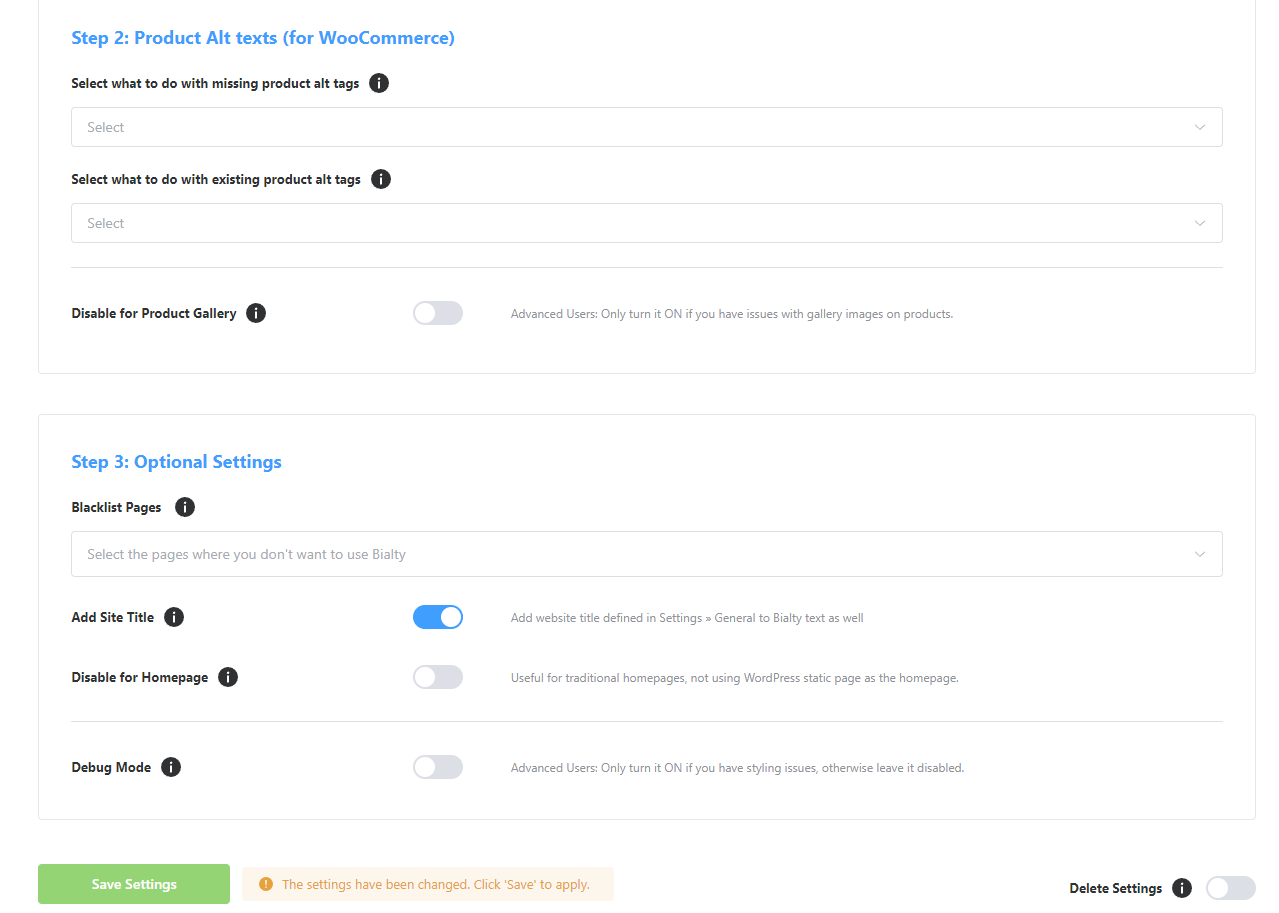 Step 2: Product Alt texts (for WooCommerce)
Select what to do with missing product alt tags
Select
Select what to do with existing product alt tags
Select
Disable for Product Gallery
Advanced Users: Only turn it ON if you have issues with gallery images on products.
Step 3: Optional Settings
Blacklist Pages
Select the pages where you don't want to use Bialty
Add Site Title
Add website title defined in Settings » General to Bialty text as well
Disable for Homepage
Useful for traditional homepages, not using WordPress static page as the homepage.
Debug Mode
Advanced Users: Only turn it ON if you have styling issues, otherwise leave it disabled.
Save Settings
The settings have been changed. Click 'Save' to apply.
Delete Settings